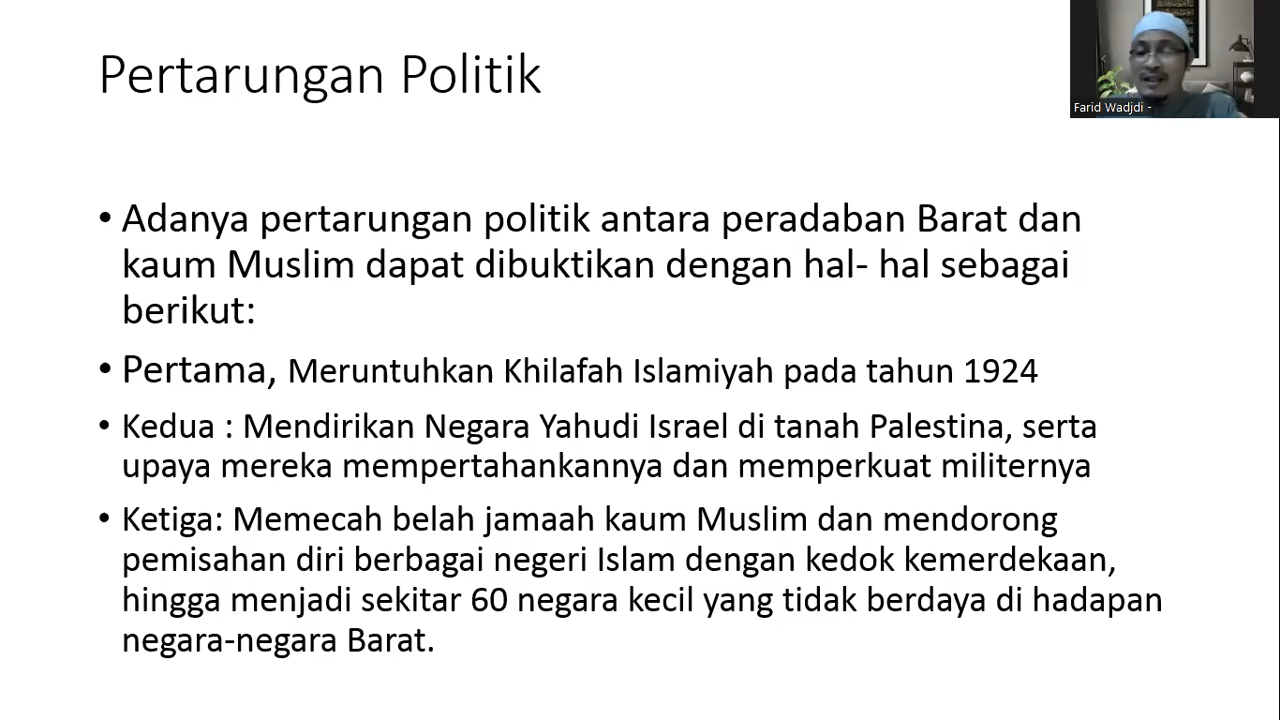 Pertarungan Politik
Farid Wadjdi -
• Adanya pertarungan politik antara peradaban Barat dan
kaum Muslim dapat dibuktikan dengan hal- hal sebagai
berikut:
• Pertama, Meruntuhkan Khilafah Islamiyah pada tahun 1924
• Kedua : Mendirikan Negara Yahudi Israel di tanah Palestina, serta
upaya mereka mempertahankannya dan memperkuat militernya
• Ketiga: Memecah belah jamaah kaum Muslim dan mendorong
pemisahan diri berbagai negeri Islam dengan kedok kemerdekaan,
hingga menjadi sekitar 60 negara kecil yang tidak berdaya di hadapan
negara-negara Barat.